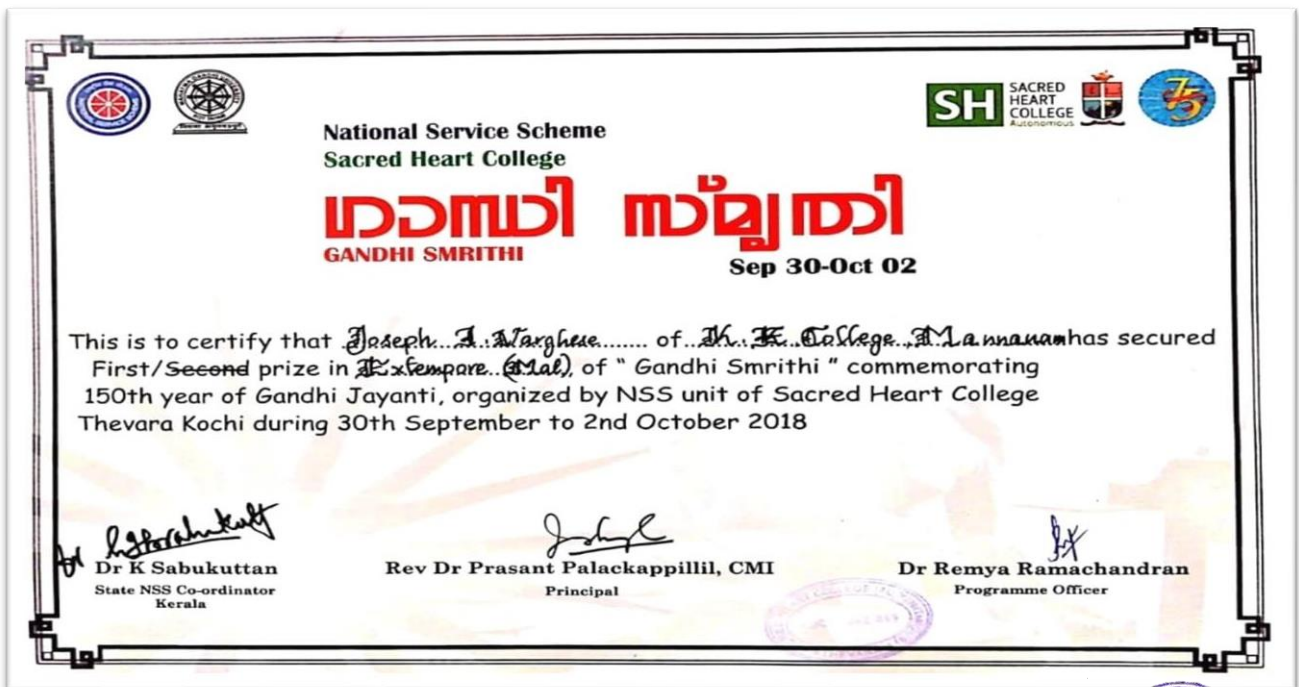 SH SACRED
HEART
COLLEGE
Autonomous
75
National Service Scheme
Sacred Heart College
ഗാന്ധി സ്മൃതി
GANDHI SMRITHI
Sep 30-Oct 02
This is to certify that Joseph A Varghese of K. E. College, Mannanam has secured
First/Second prize in Extempore (Mal), of " Gandhi Smrithi " commemorating
150th year of Gandhi Jayanti, organized by NSS unit of Sacred Heart College
Thevara Kochi during 30th September to 2nd October 2018
Dr K Sabukuttan
State NSS Co-ordinator
Kerala
Rev Dr Prasant Palackappillil, CMI
Principal
Dr Remya Ramachandran
Programme Officer